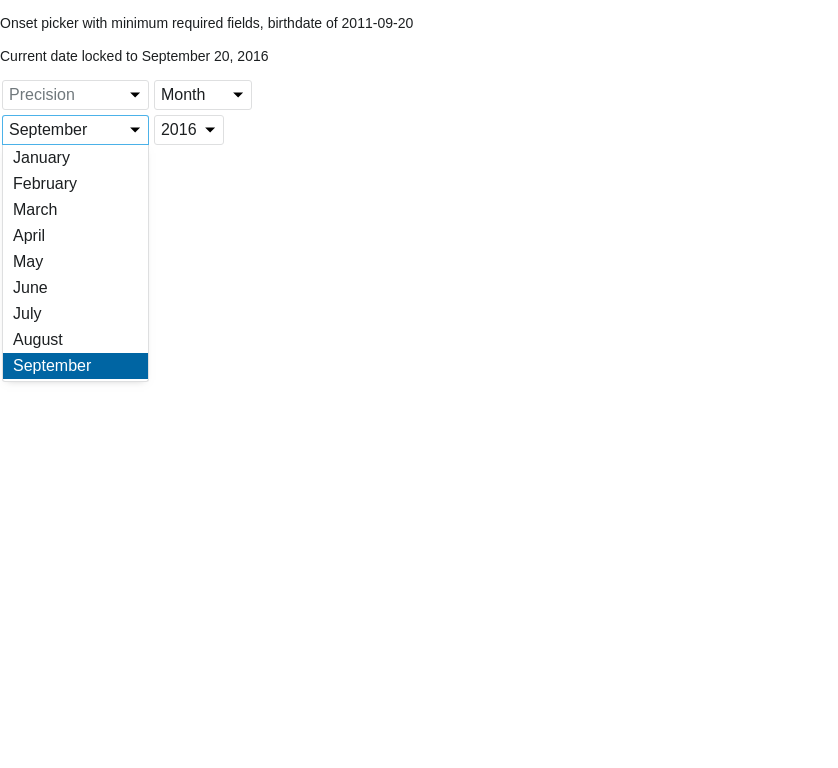 Onset picker with minimum required fields, birthdate of 2011-09-20
Current date locked to September 20, 2016
Precision Month
September 2016
January
February
March
April
May
June
July
August
September